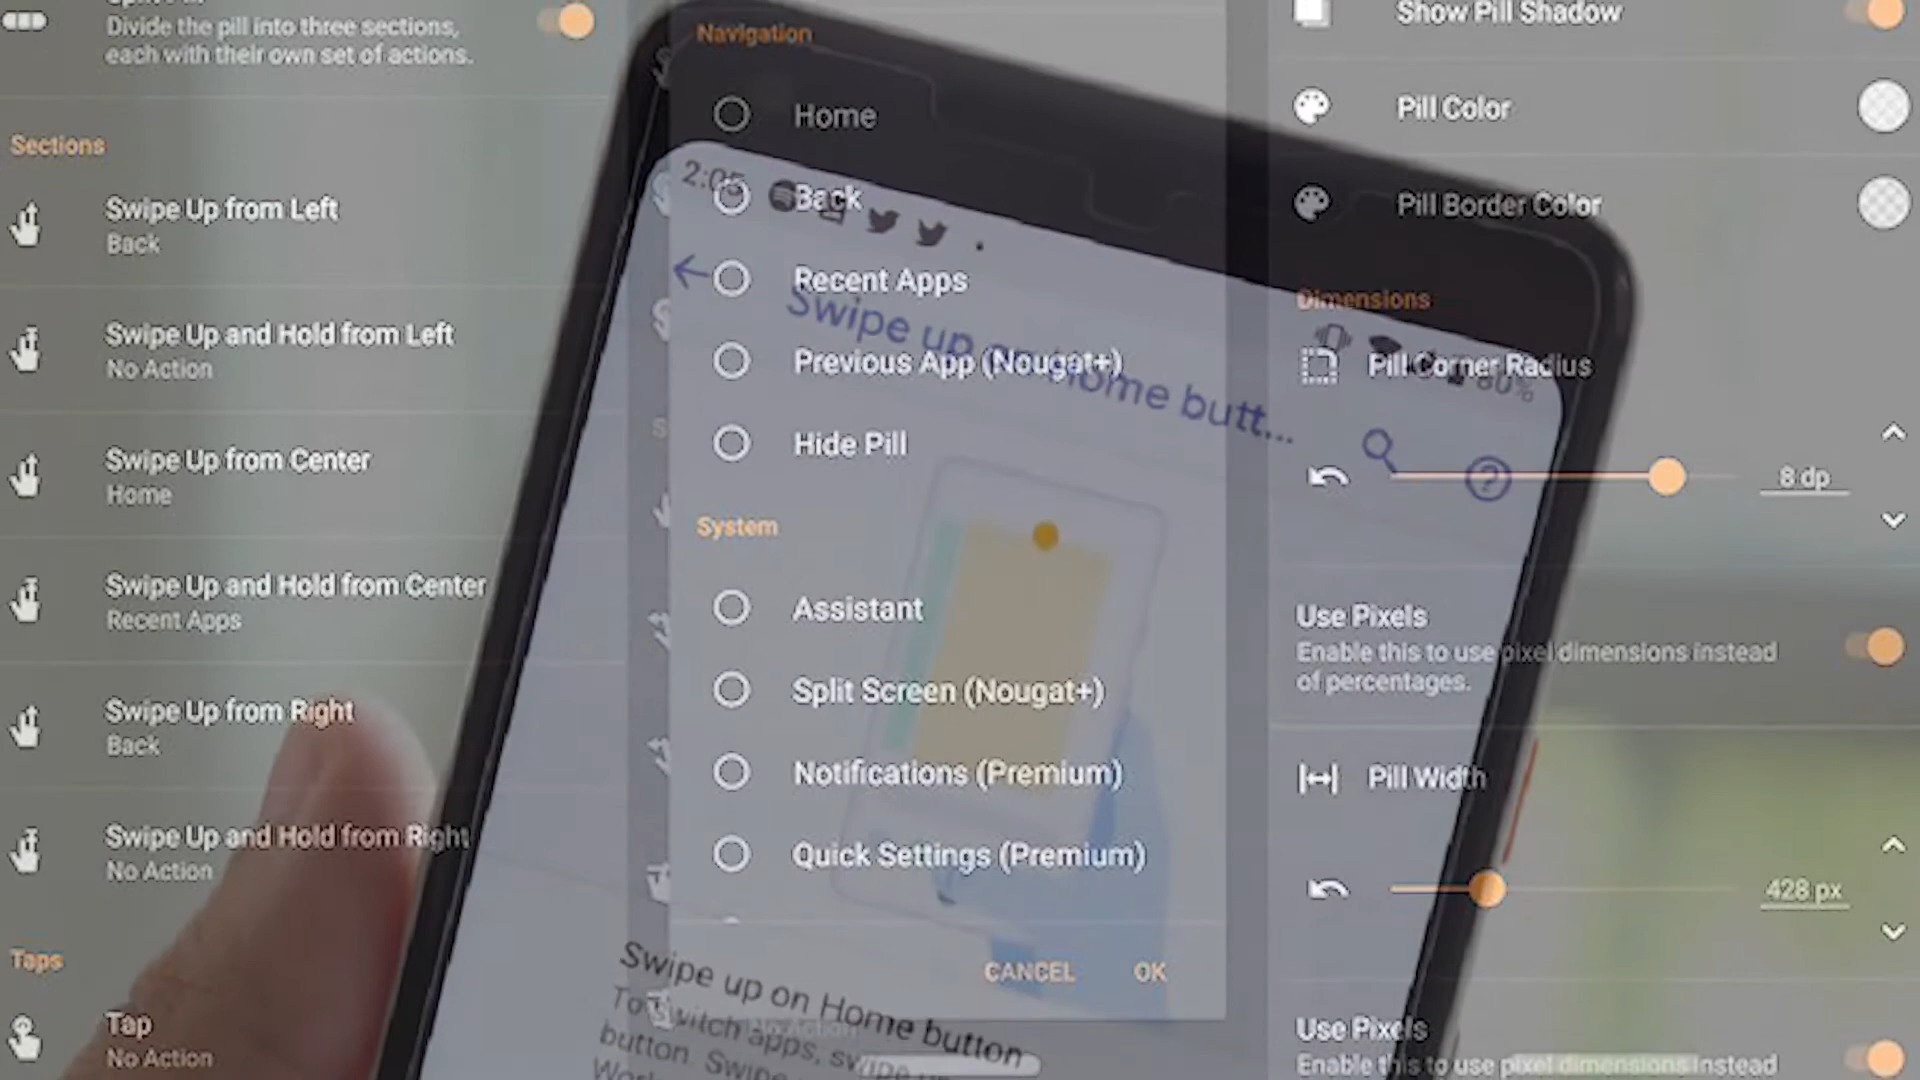 Divide the pill into three sections,
each with their own set of actions.
Sections
Swipe Up from Left
Back
Swipe Up and Hold from Left
No Action
Swipe Up from Center
Home
Swipe Up and Hold from Center
Recent Apps
Swipe Up from Right
Back
Swipe Up and Hold from Right
No Action
Taps
Tap
No Action
Navigation
Home
Back
Recent Apps
Previous App (Nougat+)
Hide Pill
System
Assistant
Split Screen (Nougat+)
Notifications (Premium)
Quick Settings (Premium)
CANCEL OK
2:05
Swipe up on Home butt...
80%
Swipe up on Home button
To switch apps, swipe up
button. Swipe
Show Pill Shadow
Pill Color
Pill Border Color
Dimensions
Pill Corner Radius
8 dp
Use Pixels
Enable this to use pixel dimensions instead
of percentages.
Pill Width
428 px
Use Pixels
Enable this to use pixel dimensions instead